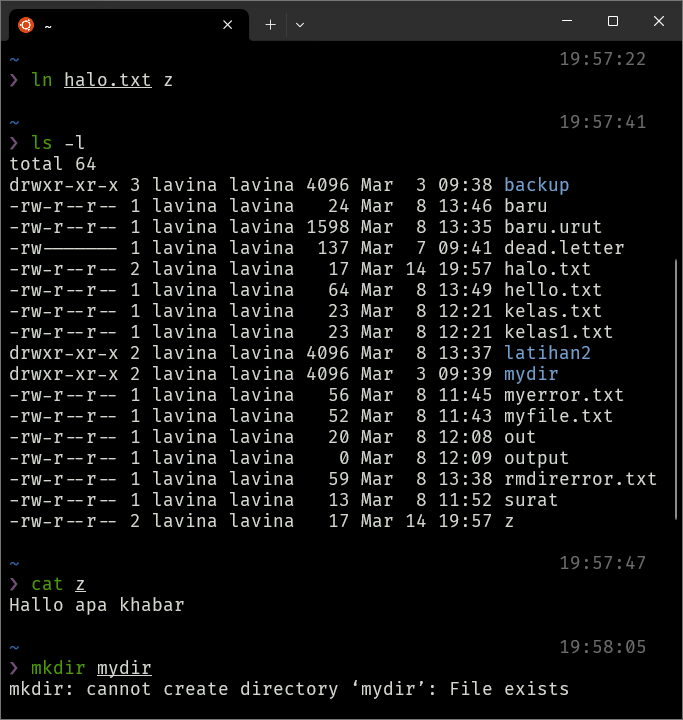 ~
~ 19:57:22
❯ ln halo.txt z
~ 19:57:41
❯ ls -l
total 64
drwxr-xr-x 3 lavina lavina 4096 Mar  3 09:38 backup
-rw-r--r-- 1 lavina lavina   24 Mar  8 13:46 baru
-rw-r--r-- 1 lavina lavina 1598 Mar  8 13:35 baru.urut
-rw------- 1 lavina lavina  137 Mar  7 09:41 dead.letter
-rw-r--r-- 2 lavina lavina   17 Mar 14 19:57 halo.txt
-rw-r--r-- 1 lavina lavina   64 Mar  8 13:49 hello.txt
-rw-r--r-- 1 lavina lavina   23 Mar  8 12:21 kelas.txt
-rw-r--r-- 1 lavina lavina   23 Mar  8 12:21 kelas1.txt
drwxr-xr-x 2 lavina lavina 4096 Mar  8 13:37 latihan2
drwxr-xr-x 2 lavina lavina 4096 Mar  3 09:39 mydir
-rw-r--r-- 1 lavina lavina   56 Mar  8 11:45 myerror.txt
-rw-r--r-- 1 lavina lavina   52 Mar  8 11:43 myfile.txt
-rw-r--r-- 1 lavina lavina   20 Mar  8 12:08 out
-rw-r--r-- 1 lavina lavina    0 Mar  8 12:09 output
-rw-r--r-- 1 lavina lavina   59 Mar  8 13:38 rmdirerror.txt
-rw-r--r-- 1 lavina lavina   13 Mar  8 11:52 surat
-rw-r--r-- 2 lavina lavina   17 Mar 14 19:57 z
~ 19:57:47
❯ cat z
Hallo apa khabar
~ 19:58:05
❯ mkdir mydir
mkdir: cannot create directory ‘mydir’: File exists